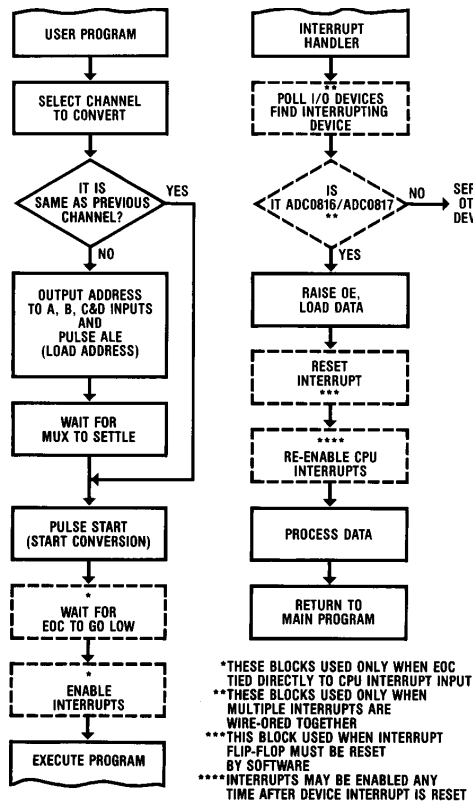 USER PROGRAM
SELECT CHANNEL
TO CONVERT
IT IS
SAME AS PREVIOUS
CHANNEL?
YES
NO
OUTPUT ADDRESS
TO A, B, C&D INPUTS
AND
PULSE ALE
(LOAD ADDRESS)
WAIT FOR
MUX TO SETTLE
PULSE START
(START CONVERSION)
*
WAIT FOR
EOC TO GO LOW
*
ENABLE
INTERRUPTS
EXECUTE PROGRAM
INTERRUPT
HANDLER
**
POLL I/O DEVICES
FIND INTERRUPTING
DEVICE
IS
IT ADC0816/ADC0817
**
NO
YES
RAISE OE,
LOAD DATA
RESET
INTERRUPT
***
****
RE-ENABLE CPU
INTERRUPTS
PROCESS DATA
RETURN TO
MAIN PROGRAM
*THESE BLOCKS USED ONLY WHEN EOC
TIED DIRECTLY TO CPU INTERRUPT INPUT
**THESE BLOCKS USED ONLY WHEN
MULTIPLE INTERRUPTS ARE
WIRE-ORED TOGETHER
***THIS BLOCK USED WHEN INTERRUPT
FLIP-FLOP MUST BE RESET
BY SOFTWARE
****INTERRUPTS MAY BE ENABLED ANY
TIME AFTER DEVICE INTERRUPT IS RESET